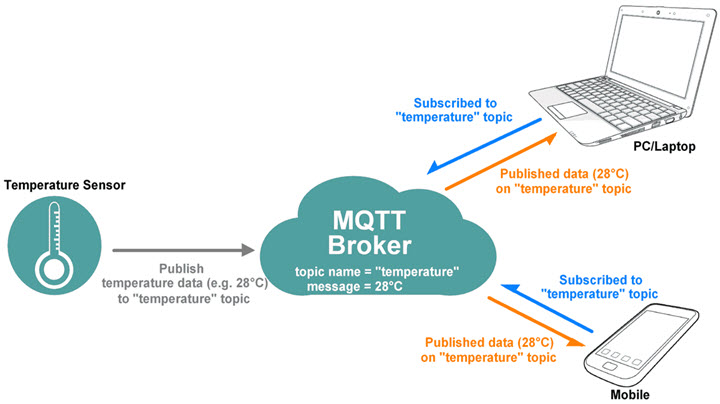 Subscribed to
"temperature" topic
PC/Laptop
Published data (28°C)
on "temperature" topic
Temperature Sensor
MQTT
Broker
topic name = "temperature"
message = 28°C
Publish
temperature data (e.g. 28°C)
to "temperature" topic
Subscribed to
"temperature" topic
Published data (28°C)
on "temperature" topic
Mobile